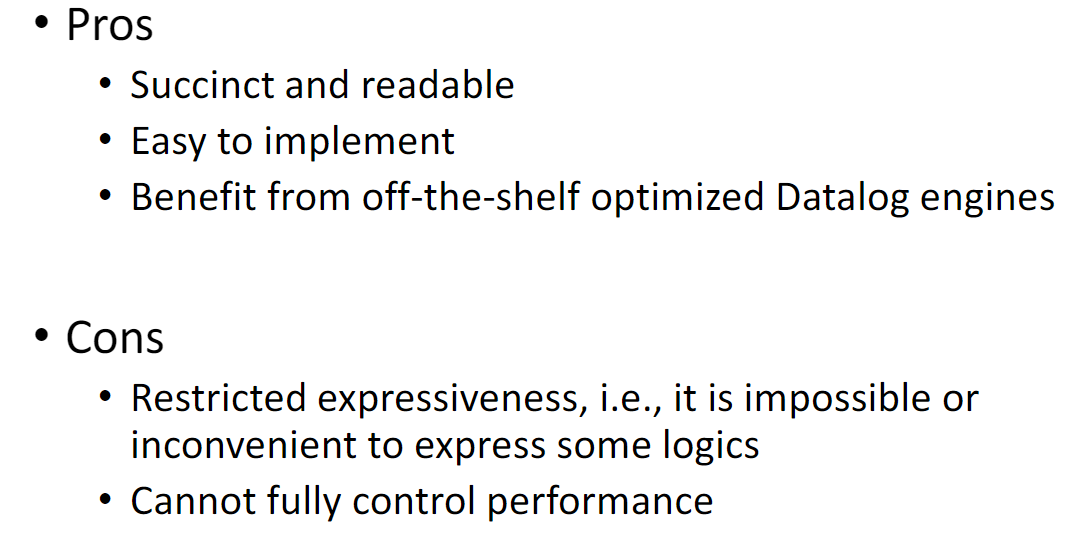 • Pros
• Succinct and readable
• Easy to implement
• Benefit from off-the-shelf optimized Datalog engines
• Cons
• Restricted expressiveness, i.e., it is impossible or
inconvenient to express some logics
• Cannot fully control performance